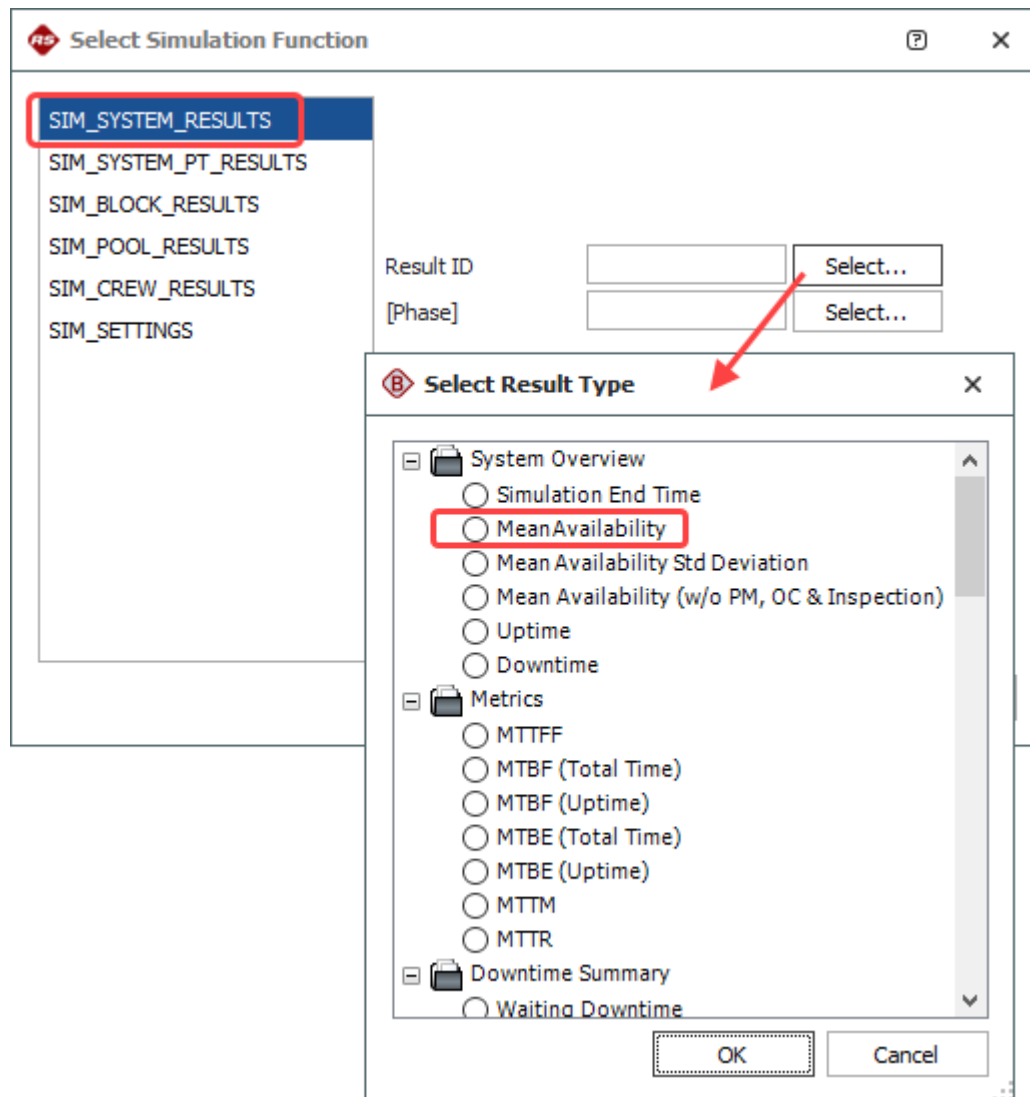 Select Simulation Function
SIM_SYSTEM_RESULTS
SIM_SYSTEM_PT_RESULTS
SIM_BLOCK_RESULTS
SIM_POOL_RESULTS
SIM_CREW_RESULTS
SIM_SETTINGS
Result ID Select...
[Phase] Select...
Select Result Type
System Overview
Simulation End Time
Mean Availability
Mean Availability Std Deviation
Mean Availability (w/o PM, OC & Inspection)
Uptime
Downtime
Metrics
MTTFF
MTBF (Total Time)
MTBF (Uptime)
MTBE (Total Time)
MTBE (Uptime)
MTTM
MTTR
Downtime Summary
Waiting Downtime
OK Cancel